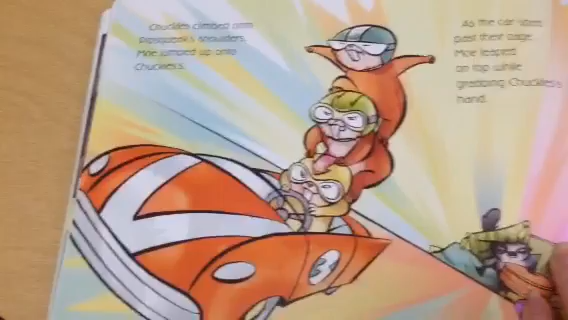 Chuckles climbed onto
Pipsqueak's shoulders.
Moe jumped up onto
Chuckles.
As the car sped
past their cage,
Moe leaped
on top while
grabbing Chuckles's
hand.